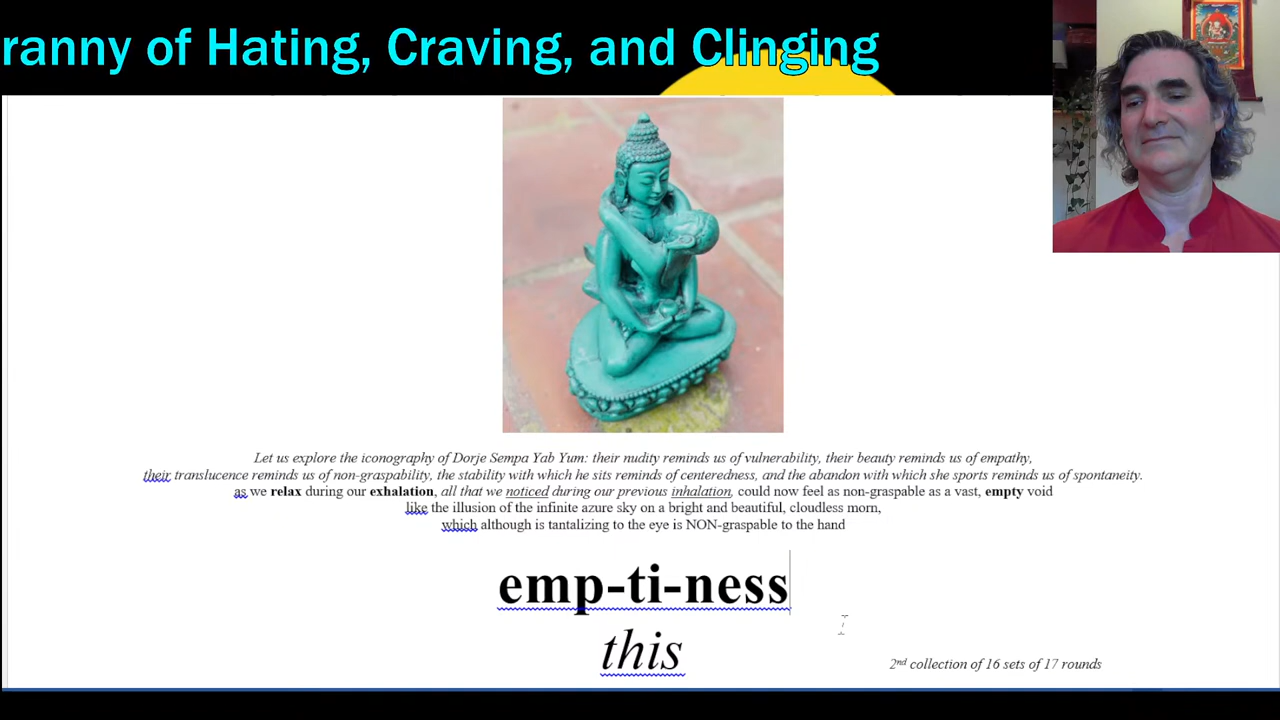 ranny of Hating, Craving, and Clinging
Let us explore the iconography of Dorje Sempa Yab Yum: their nudity reminds us of vulnerability, their beauty reminds us of empathy,
their translucence reminds us of non-graspability, the stability with which he sits reminds of centeredness, and the abandon with which she sports reminds us of spontaneity.
as we relax during our exhalation, all that we noticed during our previous inhalation, could now feel as non-graspable as a vast, empty void
like the illusion of the infinite azure sky on a bright and beautiful, cloudless morn,
which although is tantalizing to the eye is NON-graspable to the hand
emp-ti-ness
this
2nd collection of 16 sets of 17 rounds